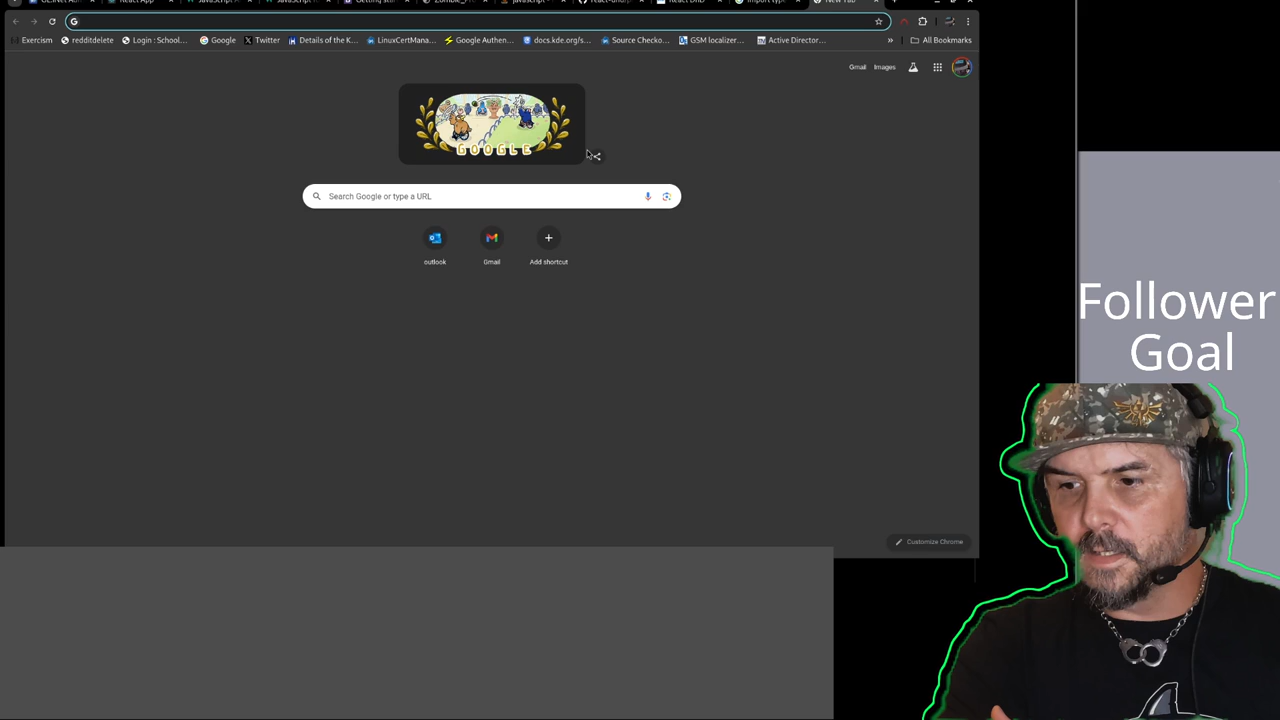 React App
New Tab
Exercism
redditdelete
Login : School...
Google
Twitter
Details of the K...
LinuxCertMana...
Google Authen...
docs.kde.org/s...
Source Checko...
GSM localizer...
Active Director...
»
All Bookmarks
Gmail
Images
GOOGLE
Search Google or type a URL
outlook
Gmail
Add shortcut
Customize Chrome
Follower
Goal